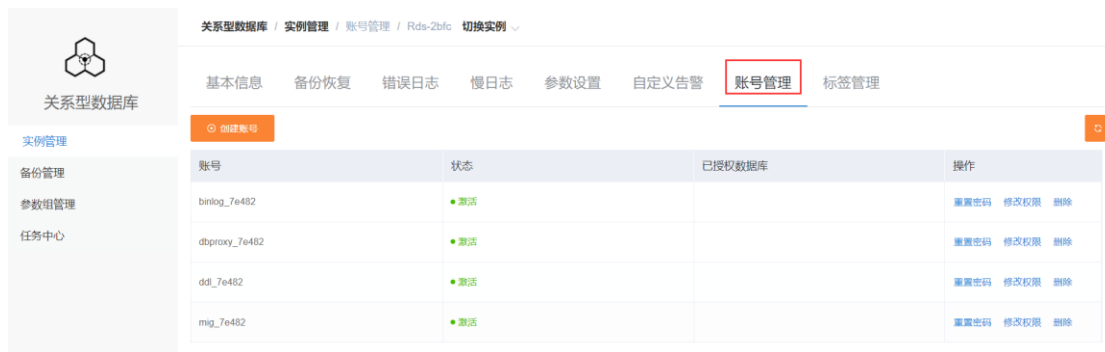 关系型数据库 / 实例管理 / 账号管理 / Rds-2bfc 切换实例
关系型数据库
实例管理
备份管理
参数组管理
任务中心
基本信息 备份恢复 错误日志 慢日志 参数设置 自定义告警 账号管理 标签管理
创建账号
账号 状态 已授权数据库 操作
binlog_7e482 激活 重置密码 修改权限 删除
dbproxy_7e482 激活 重置密码 修改权限 删除
ddl_7e482 激活 重置密码 修改权限 删除
mig_7e482 激活 重置密码 修改权限 删除